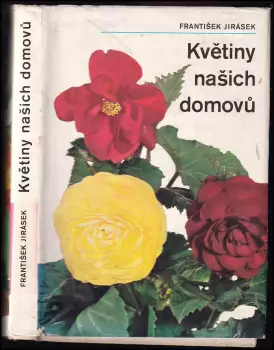 FRANTIŠEK JIRÁSEK
Květiny
našich
domovů
FRANTIŠEK JIRÁSEK Květiny našich domovů